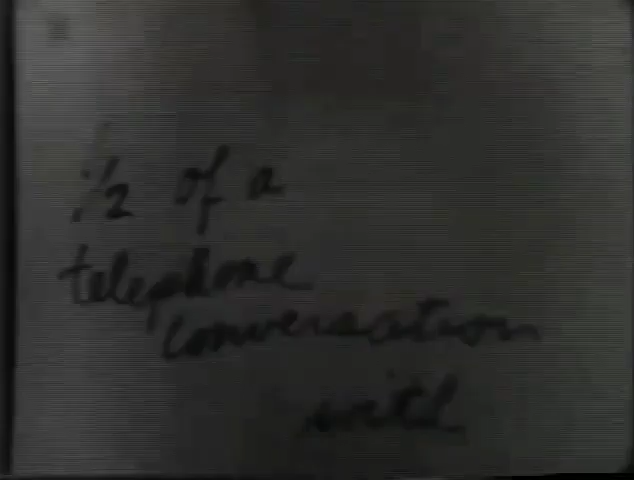 1/2 of a
telephone
conversation
with